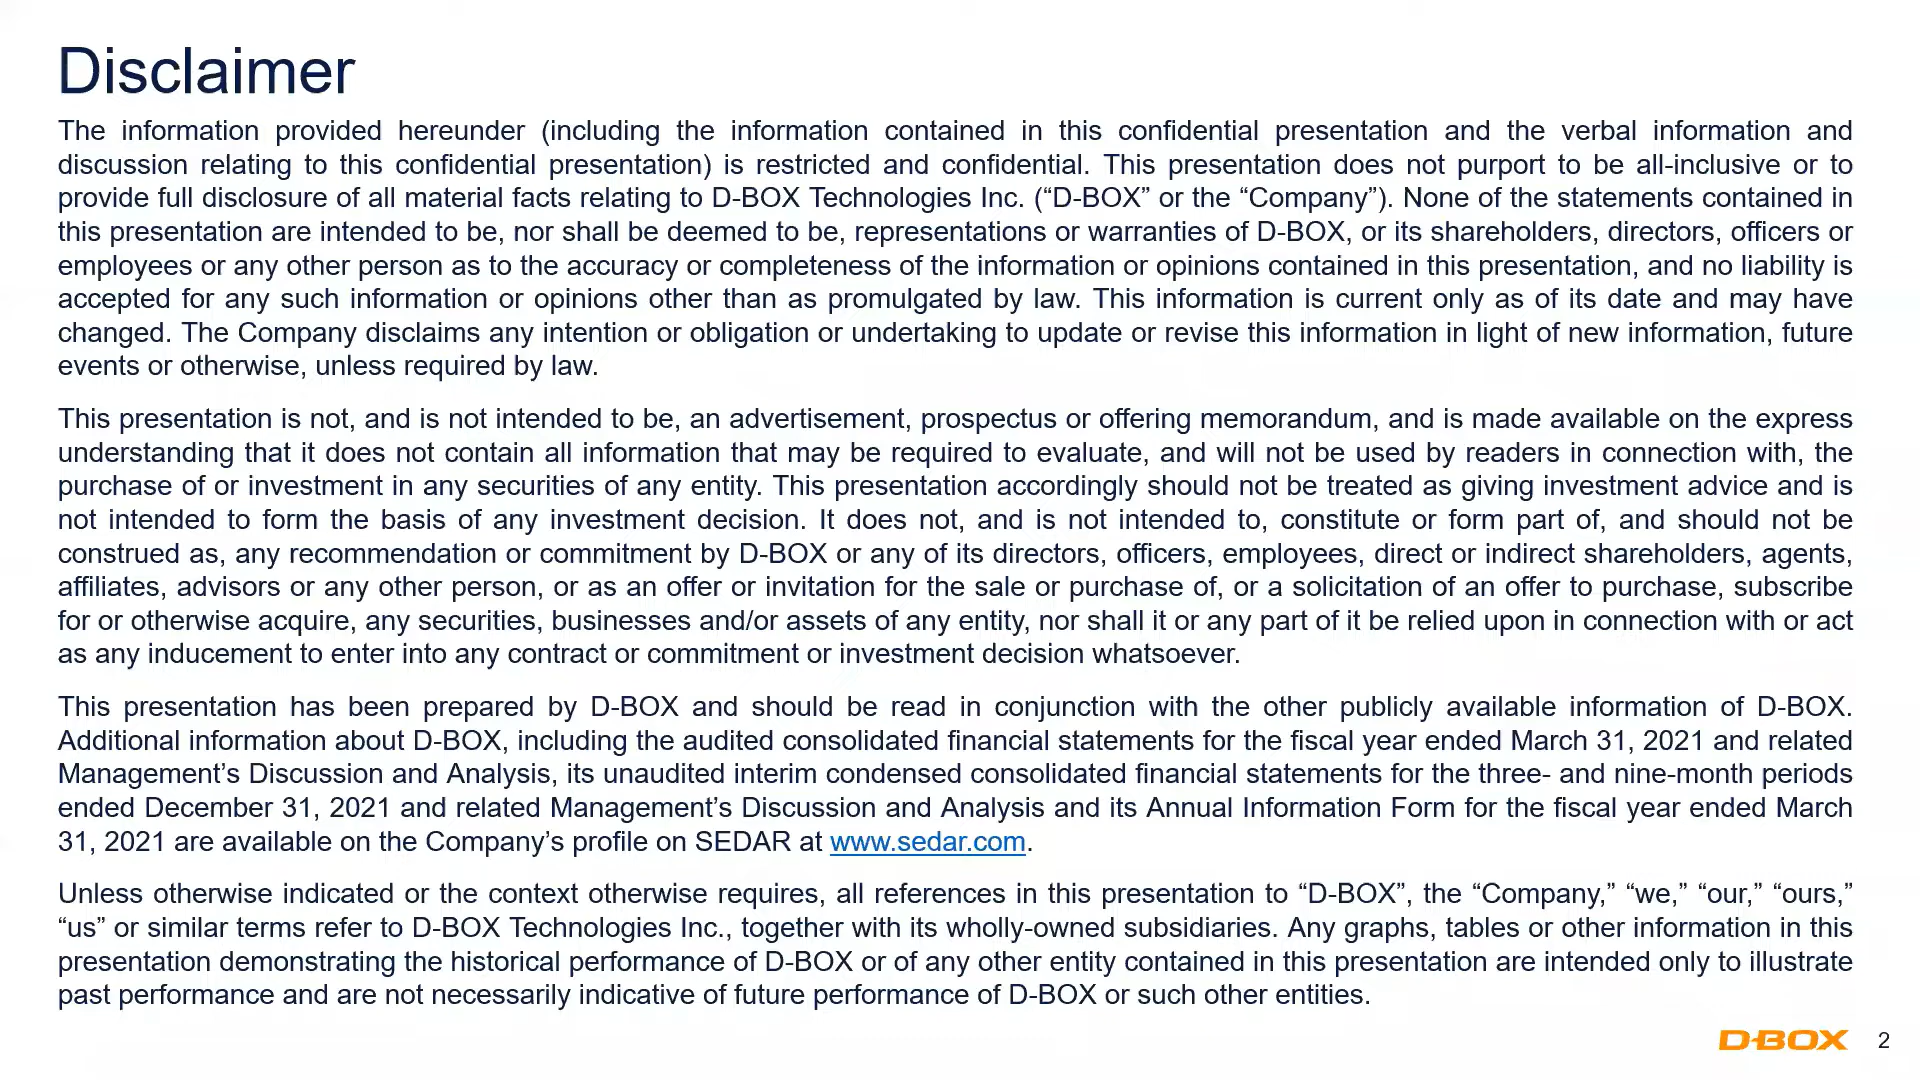 Disclaimer
The information provided hereunder (including the information contained in this confidential presentation and the verbal information and
discussion relating to this confidential presentation) is restricted and confidential. This presentation does not purport to be all-inclusive or to
provide full disclosure of all material facts relating to D-BOX Technologies Inc. (“D-BOX” or the “Company”). None of the statements contained in
this presentation are intended to be, nor shall be deemed to be, representations or warranties of D-BOX, or its shareholders, directors, officers or
employees or any other person as to the accuracy or completeness of the information or opinions contained in this presentation, and no liability is
accepted for any such information or opinions other than as promulgated by law. This information is current only as of its date and may have
changed. The Company disclaims any intention or obligation or undertaking to update or revise this information in light of new information, future
events or otherwise, unless required by law.
This presentation is not, and is not intended to be, an advertisement, prospectus or offering memorandum, and is made available on the express
understanding that it does not contain all information that may be required to evaluate, and will not be used by readers in connection with, the
purchase of or investment in any securities of any entity. This presentation accordingly should not be treated as giving investment advice and is
not intended to form the basis of any investment decision. It does not, and is not intended to, constitute or form part of, and should not be
construed as, any recommendation or commitment by D-BOX or any of its directors, officers, employees, direct or indirect shareholders, agents,
affiliates, advisors or any other person, or as an offer or invitation for the sale or purchase of, or a solicitation of an offer to purchase, subscribe
for or otherwise acquire, any securities, businesses and/or assets of any entity, nor shall it or any part of it be relied upon in connection with or act
as any inducement to enter into any contract or commitment or investment decision whatsoever.
This presentation has been prepared by D-BOX and should be read in conjunction with the other publicly available information of D-BOX.
Additional information about D-BOX, including the audited consolidated financial statements for the fiscal year ended March 31, 2021 and related
Management’s Discussion and Analysis, its unaudited interim condensed consolidated financial statements for the three- and nine-month periods
ended December 31, 2021 and related Management’s Discussion and Analysis and its Annual Information Form for the fiscal year ended March
31, 2021 are available on the Company’s profile on SEDAR at www.sedar.com.
Unless otherwise indicated or the context otherwise requires, all references in this presentation to “D-BOX”, the “Company,” “we,” “our,” “ours,”
“us” or similar terms refer to D-BOX Technologies Inc., together with its wholly-owned subsidiaries. Any graphs, tables or other information in this
presentation demonstrating the historical performance of D-BOX or of any other entity contained in this presentation are intended only to illustrate
past performance and are not necessarily indicative of future performance of D-BOX or such other entities.
D-BOX 2